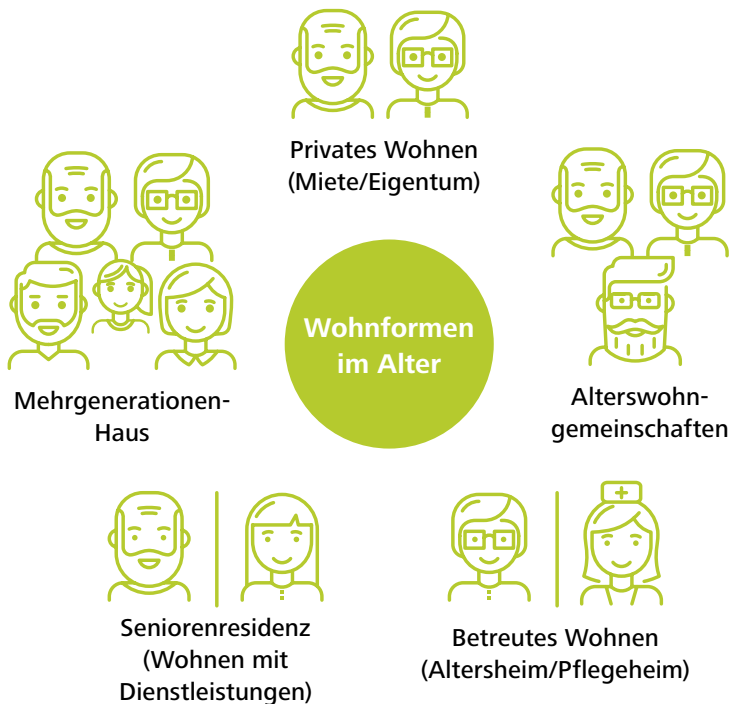 Privates Wohnen
(Miete/Eigentum)
Wohnformen
im Alter
Mehrgenerationen-
Haus
Alterswohn-
gemeinschaften
Seniorenresidenz
(Wohnen mit
Dienstleistungen)
Betreutes Wohnen
(Altersheim/Pflegeheim)